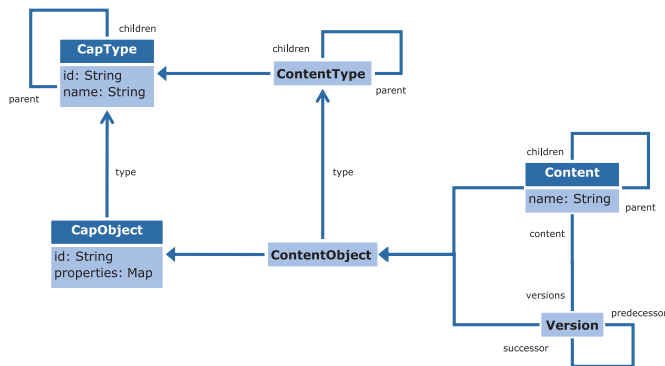 children
CapType
id: String
name: String
parent
children
ContentType
parent
type
type
children
Content
name: String
parent
CapObject
id: String
properties: Map
ContentObject
content
versions
predecessor
Version
successor